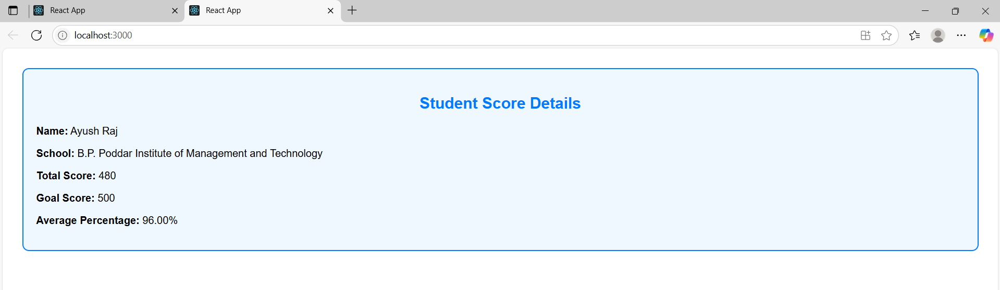 React App
React App
localhost:3000
Student Score Details
Name: Ayush Raj
School: B.P. Poddar Institute of Management and Technology
Total Score: 480
Goal Score: 500
Average Percentage: 96.00%